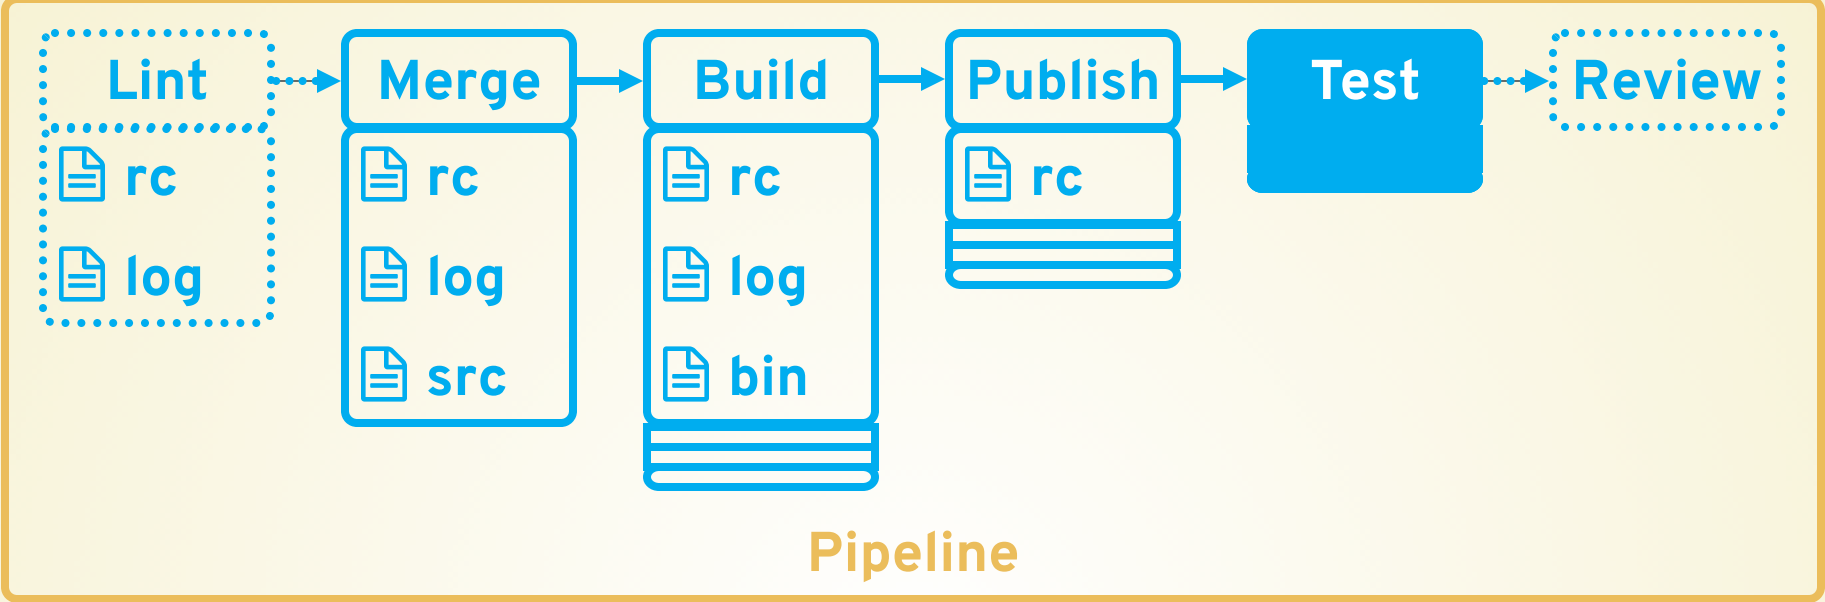 Lint
rc
log
Merge
rc
log
src
Build
rc
log
bin
Publish
rc
Test
Review
Pipeline